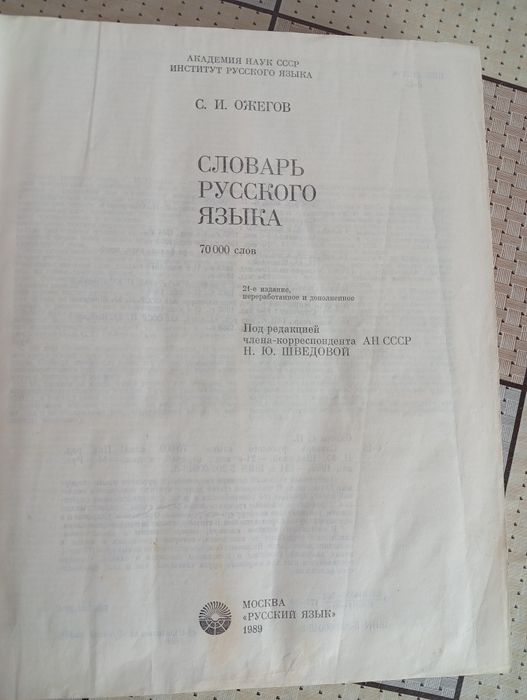 АКАДЕМИЯ НАУК СССР
ИНСТИТУТ РУССКОГО ЯЗЫКА
С. И. ОЖЕГОВ
СЛОВАРЬ
РУССКОГО
ЯЗЫКА
70 000 слов
21-е издание,
переработанное и дополненное
Под редакцией
члена-корреспондента АН СССР
Н. Ю. ШВЕДОВОЙ
МОСКВА
«РУССКИЙ ЯЗЫК»
1989